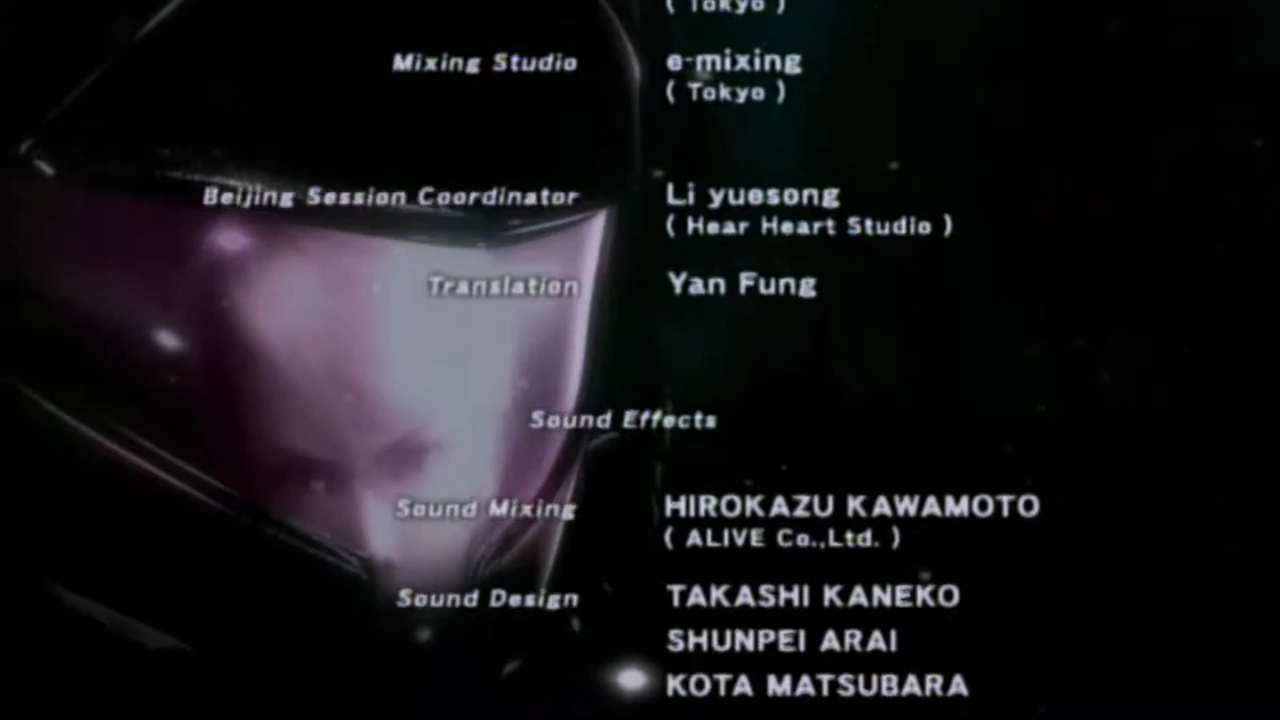 ( Tokyo )
Mixing Studio e-mixing
( Tokyo )
Beijing Session Coordinator Li yuesong
( Hear Heart Studio )
Translation Yan Fung
Sound Effects
Sound Mixing HIROKAZU KAWAMOTO
( ALIVE Co.,Ltd. )
Sound Design TAKASHI KANEKO
SHUNPEI ARAI
KOTA MATSUBARA